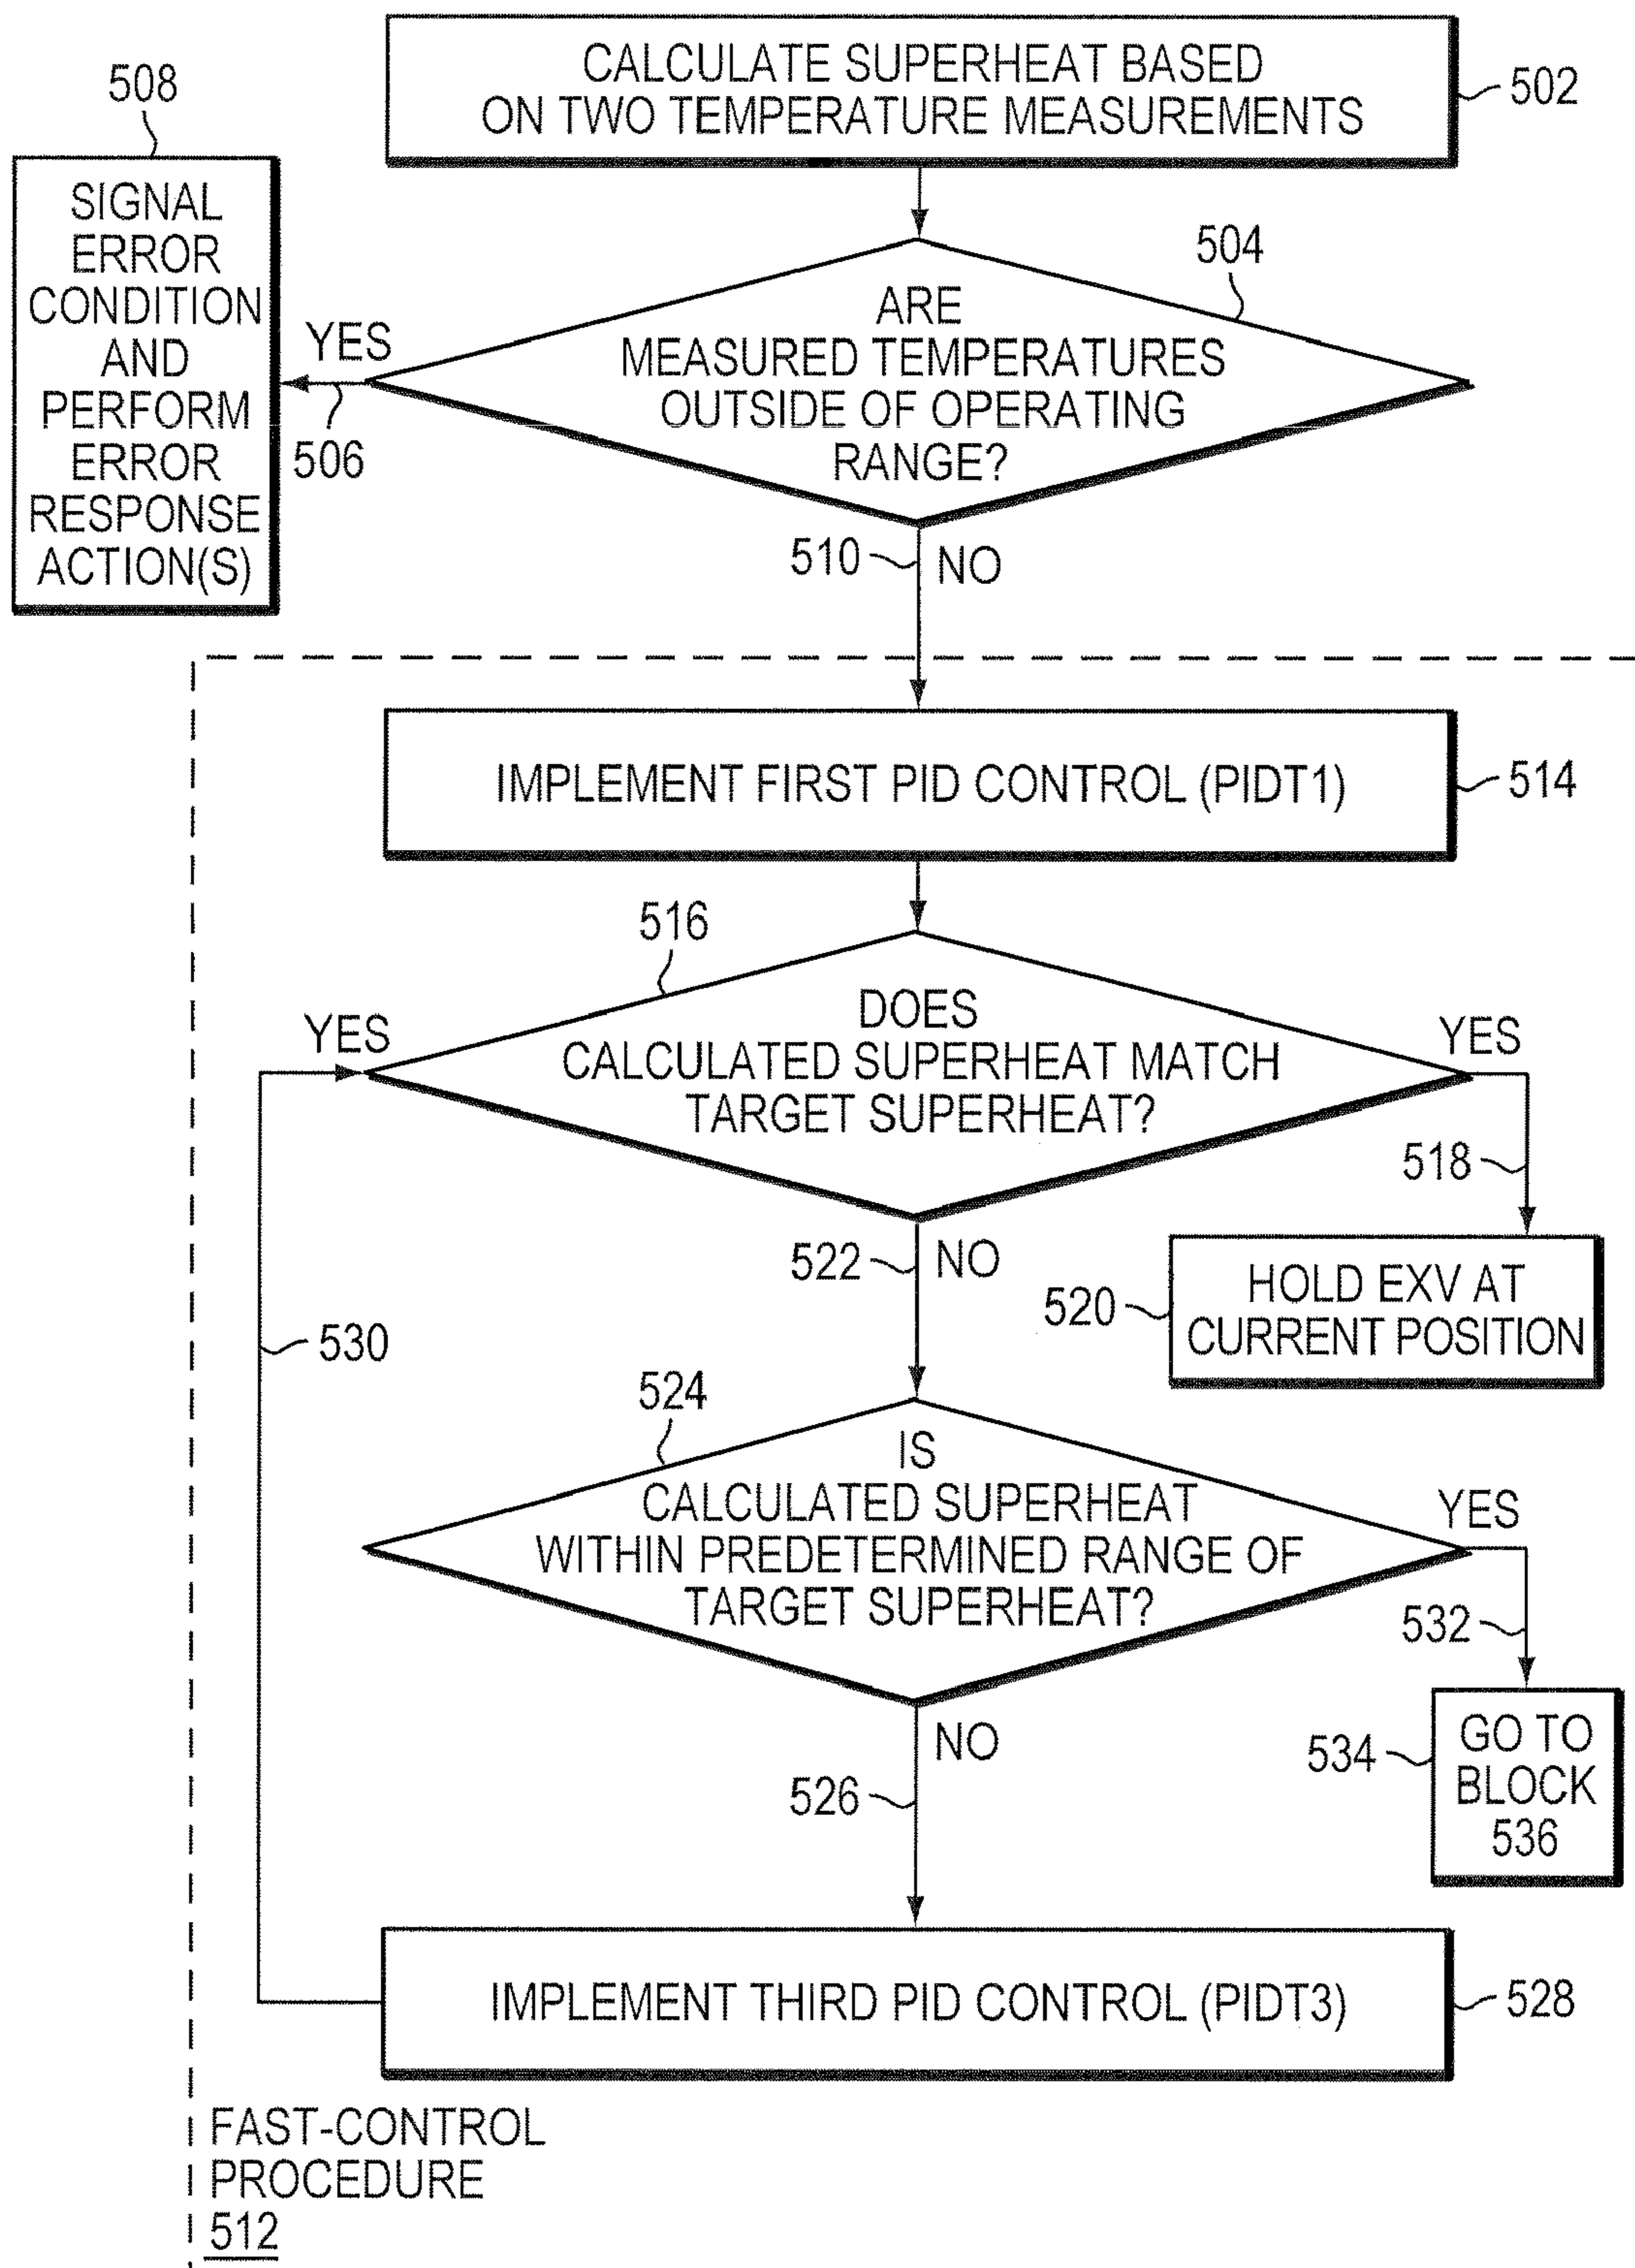 CALCULATE SUPERHEAT BASED
ON TWO TEMPERATURE MEASUREMENTS
502
508
SIGNAL
ERROR
CONDITION
AND
PERFORM
ERROR
RESPONSE
ACTION(S)
504
ARE
MEASURED TEMPERATURES
OUTSIDE OF OPERATING
RANGE?
YES
506
510
NO
IMPLEMENT FIRST PID CONTROL (PIDT1)
514
516
DOES
CALCULATED SUPERHEAT MATCH
TARGET SUPERHEAT?
YES
YES
518
522
NO
520
HOLD EXV AT
CURRENT POSITION
530
524
IS
CALCULATED SUPERHEAT
WITHIN PREDETERMINED RANGE OF
TARGET SUPERHEAT?
YES
532
NO
526
534
GO TO
BLOCK
536
IMPLEMENT THIRD PID CONTROL (PIDT3)
528
FAST-CONTROL
PROCEDURE
512